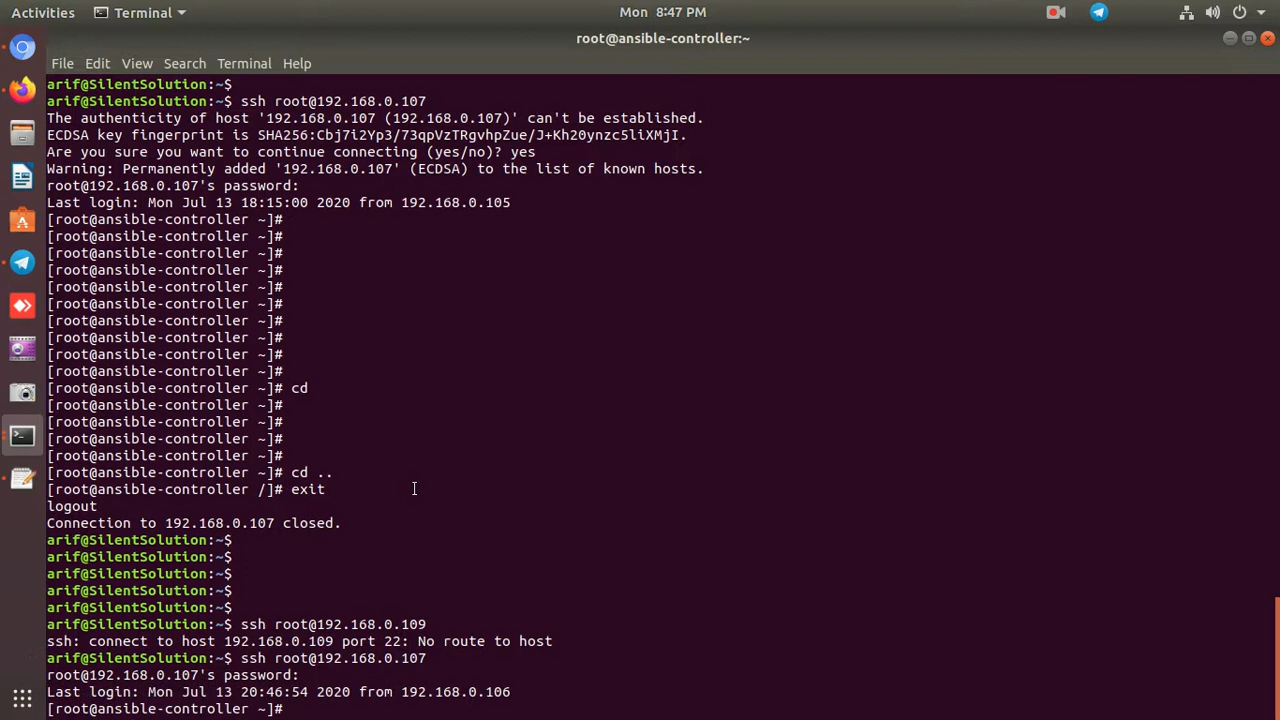 Activities
Terminal
Mon 8:47 PM
root@ansible-controller:~
File Edit View Search Terminal Help
arif@SilentSolution:~$
arif@SilentSolution:~$ ssh root@192.168.0.107
The authenticity of host '192.168.0.107 (192.168.0.107)' can't be established.
ECDSA key fingerprint is SHA256:Cbj7i2Yp3/73qpVzTRgvhpZue/J+Kh20ynzc5liXMjI.
Are you sure you want to continue connecting (yes/no)? yes
Warning: Permanently added '192.168.0.107' (ECDSA) to the list of known hosts.
root@192.168.0.107's password:
Last login: Mon Jul 13 18:15:00 2020 from 192.168.0.105
[root@ansible-controller ~]#
[root@ansible-controller ~]#
[root@ansible-controller ~]#
[root@ansible-controller ~]#
[root@ansible-controller ~]#
[root@ansible-controller ~]#
[root@ansible-controller ~]#
[root@ansible-controller ~]#
[root@ansible-controller ~]#
[root@ansible-controller ~]#
[root@ansible-controller ~]# cd
[root@ansible-controller ~]#
[root@ansible-controller ~]#
[root@ansible-controller ~]#
[root@ansible-controller ~]#
[root@ansible-controller ~]# cd ..
[root@ansible-controller /]# exit
logout
Connection to 192.168.0.107 closed.
arif@SilentSolution:~$
arif@SilentSolution:~$
arif@SilentSolution:~$
arif@SilentSolution:~$
arif@SilentSolution:~$
arif@SilentSolution:~$ ssh root@192.168.0.109
ssh: connect to host 192.168.0.109 port 22: No route to host
arif@SilentSolution:~$ ssh root@192.168.0.107
root@192.168.0.107's password:
Last login: Mon Jul 13 20:46:54 2020 from 192.168.0.106
[root@ansible-controller ~]#